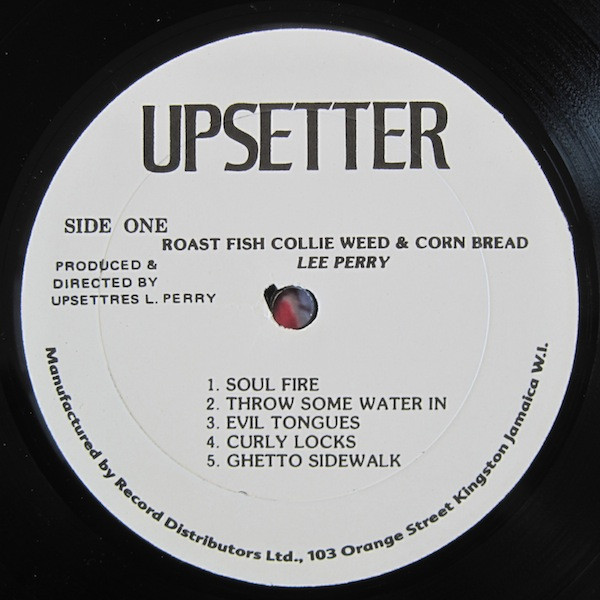 UPSETTER
SIDE ONE
ROAST FISH COLLIE WEED & CORN BREAD
LEE PERRY
PRODUCED &
DIRECTED BY
UPSETTRES L. PERRY
1. SOUL FIRE
2. THROW SOME WATER IN
3. EVIL TONGUES
4. CURLY LOCKS
5. GHETTO SIDEWALK
Manufactured by Record Distributors Ltd., 103 Orange Street Kingston Jamaica W.I.